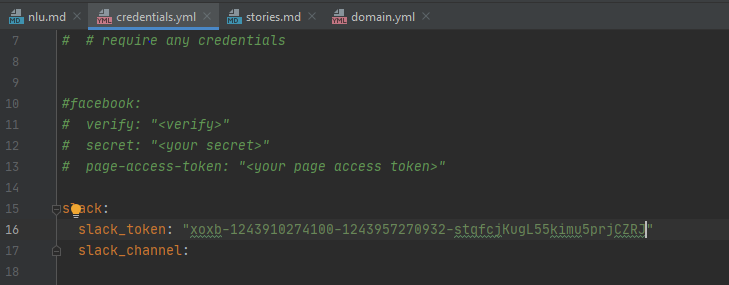 nlu.md credentials.yml stories.md domain.yml
7 # # require any credentials
8
9
10 #facebook:
11 # verify: "<verify>"
12 # secret: "<your secret>"
13 # page-access-token: "<your page access token>"
14
15 slack:
16 slack_token: "xoxb-1243910274100-1243957270932-stgfcjKugL55kimu5prjCZRJ"
17 slack_channel:
18